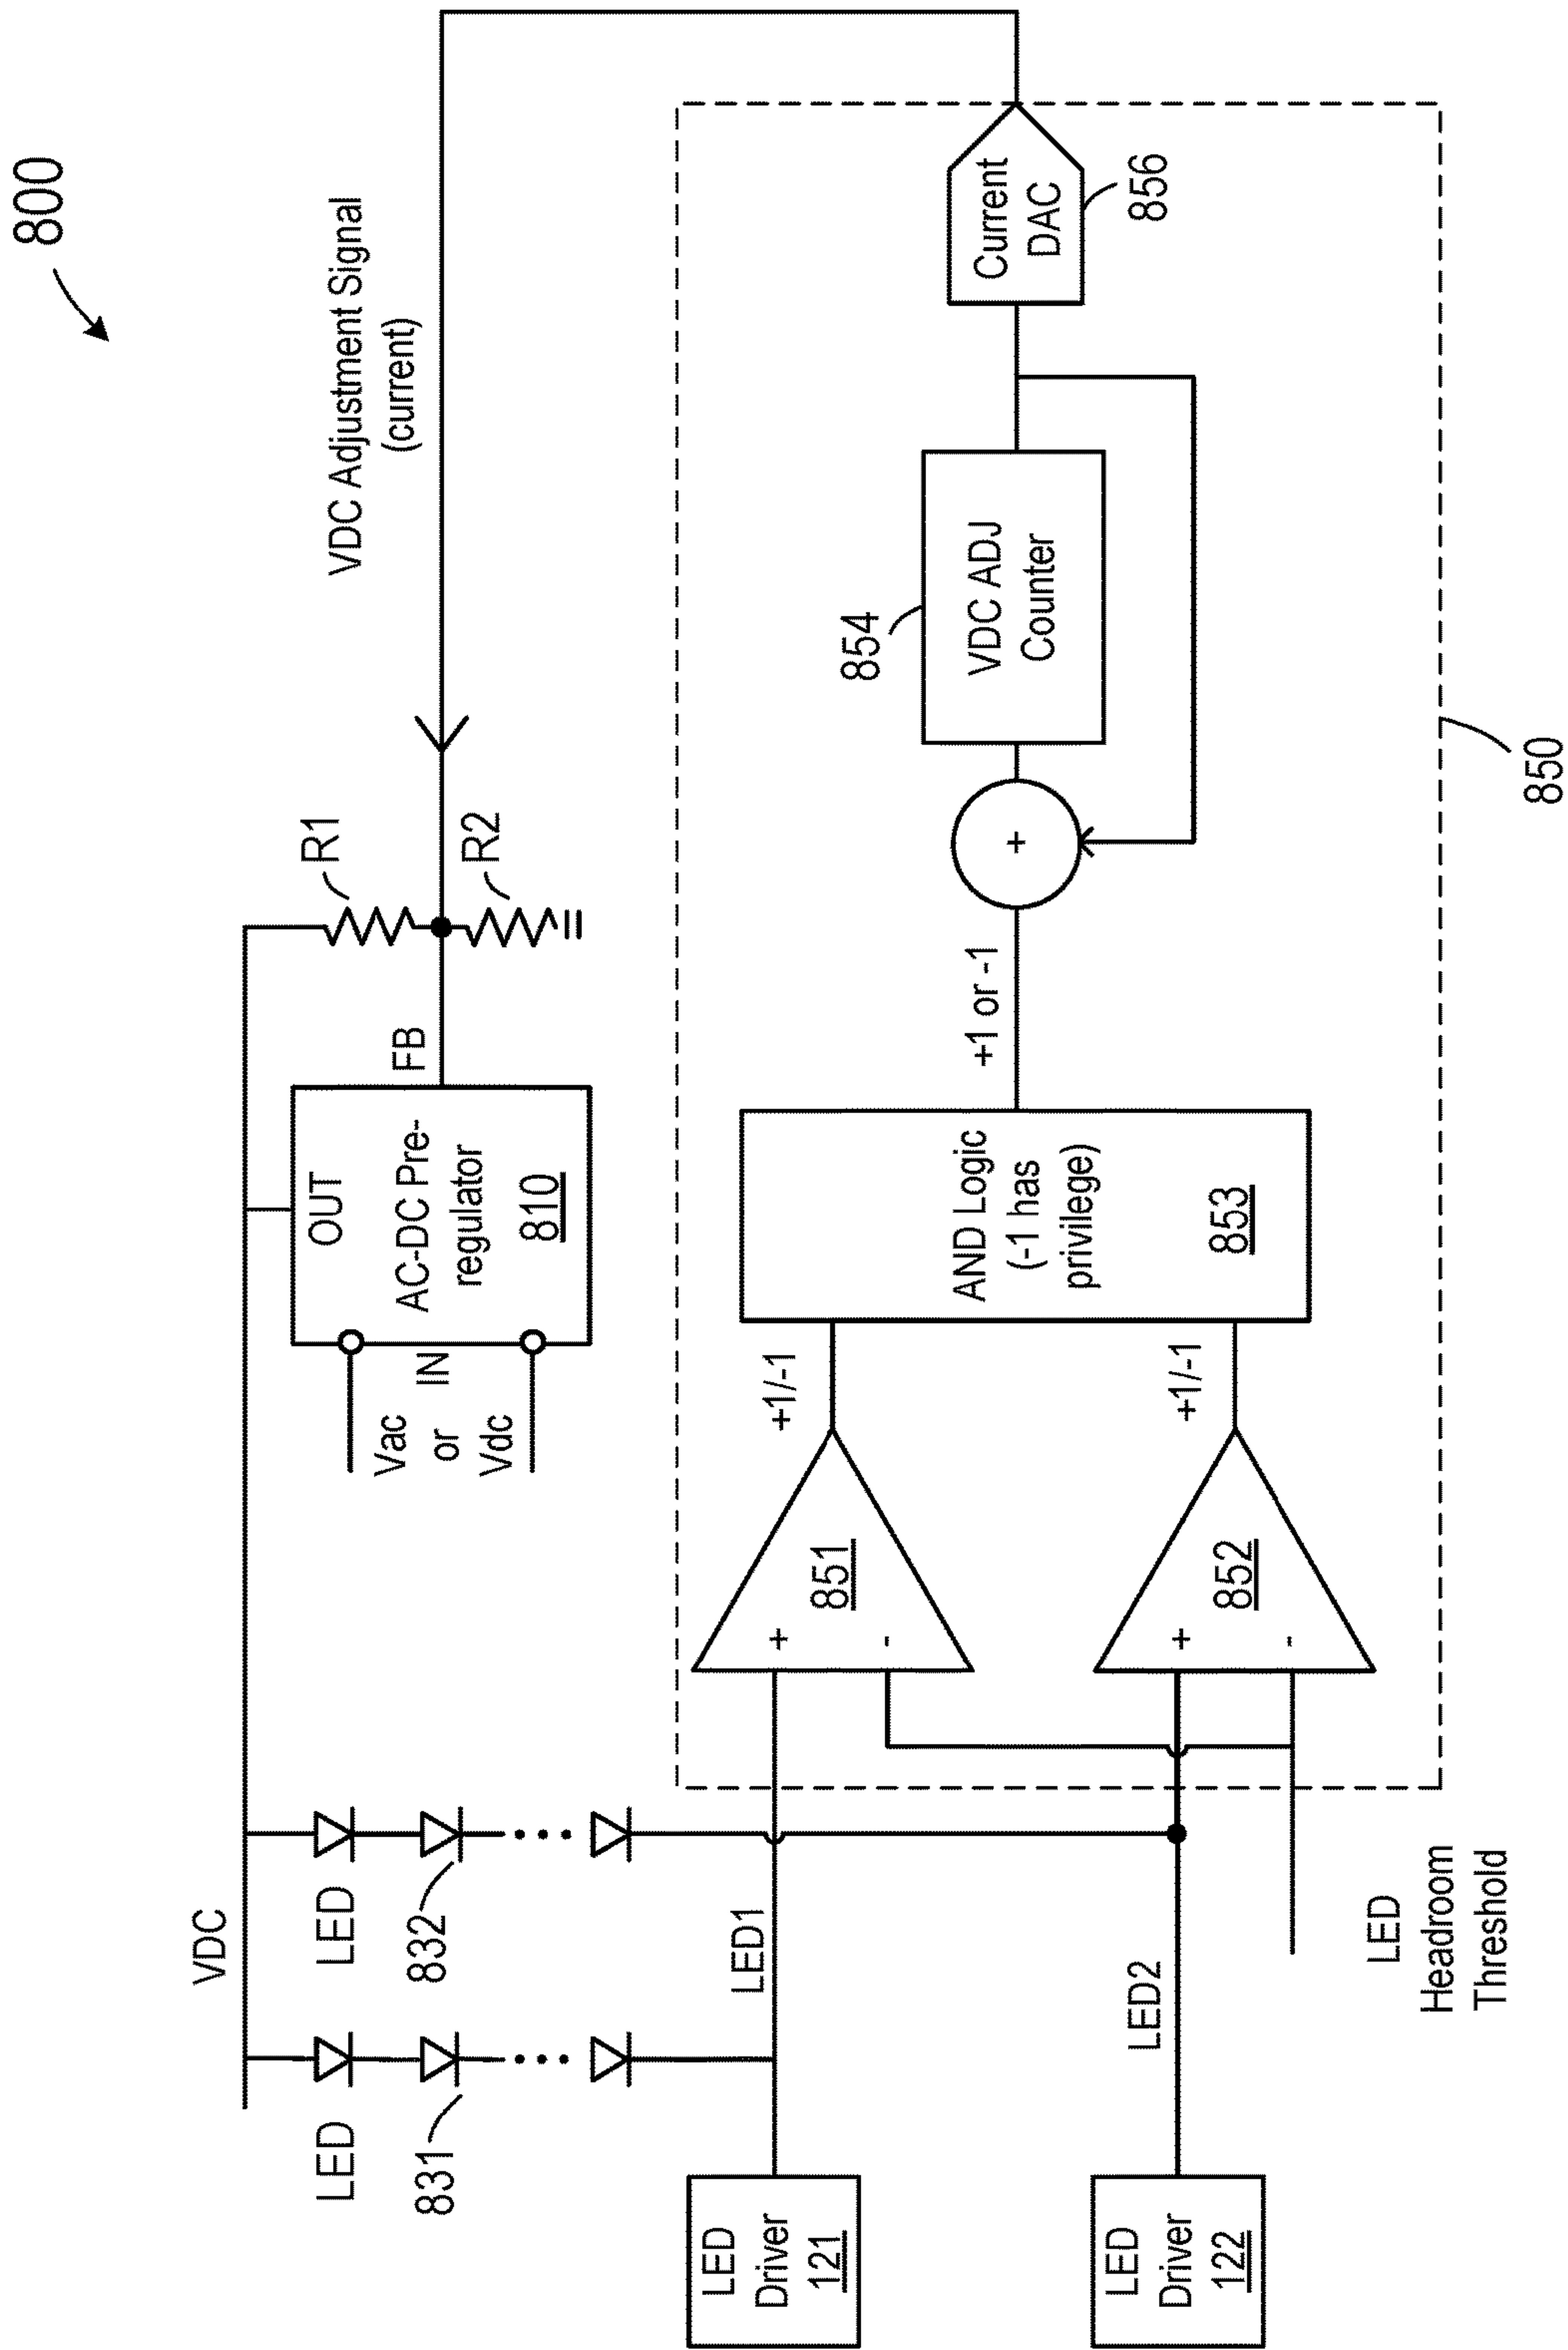 800
VDC Adjustment Signal
(current)
VDC
R1
R2
OUT
AC-DC Pre-
regulator
810
FB
IN
Vac
or
Vdc
LED
831
LED
832
LED
Driver
121
LED1
LED
Driver
122
LED2
LED
Headroom
Threshold
+
-
851
+
-
852
+1/-1
+1/-1
AND Logic
(-1 has
privilege)
853
+1 or -1
+
854
VDC ADJ
Counter
Current
DAC
856
850